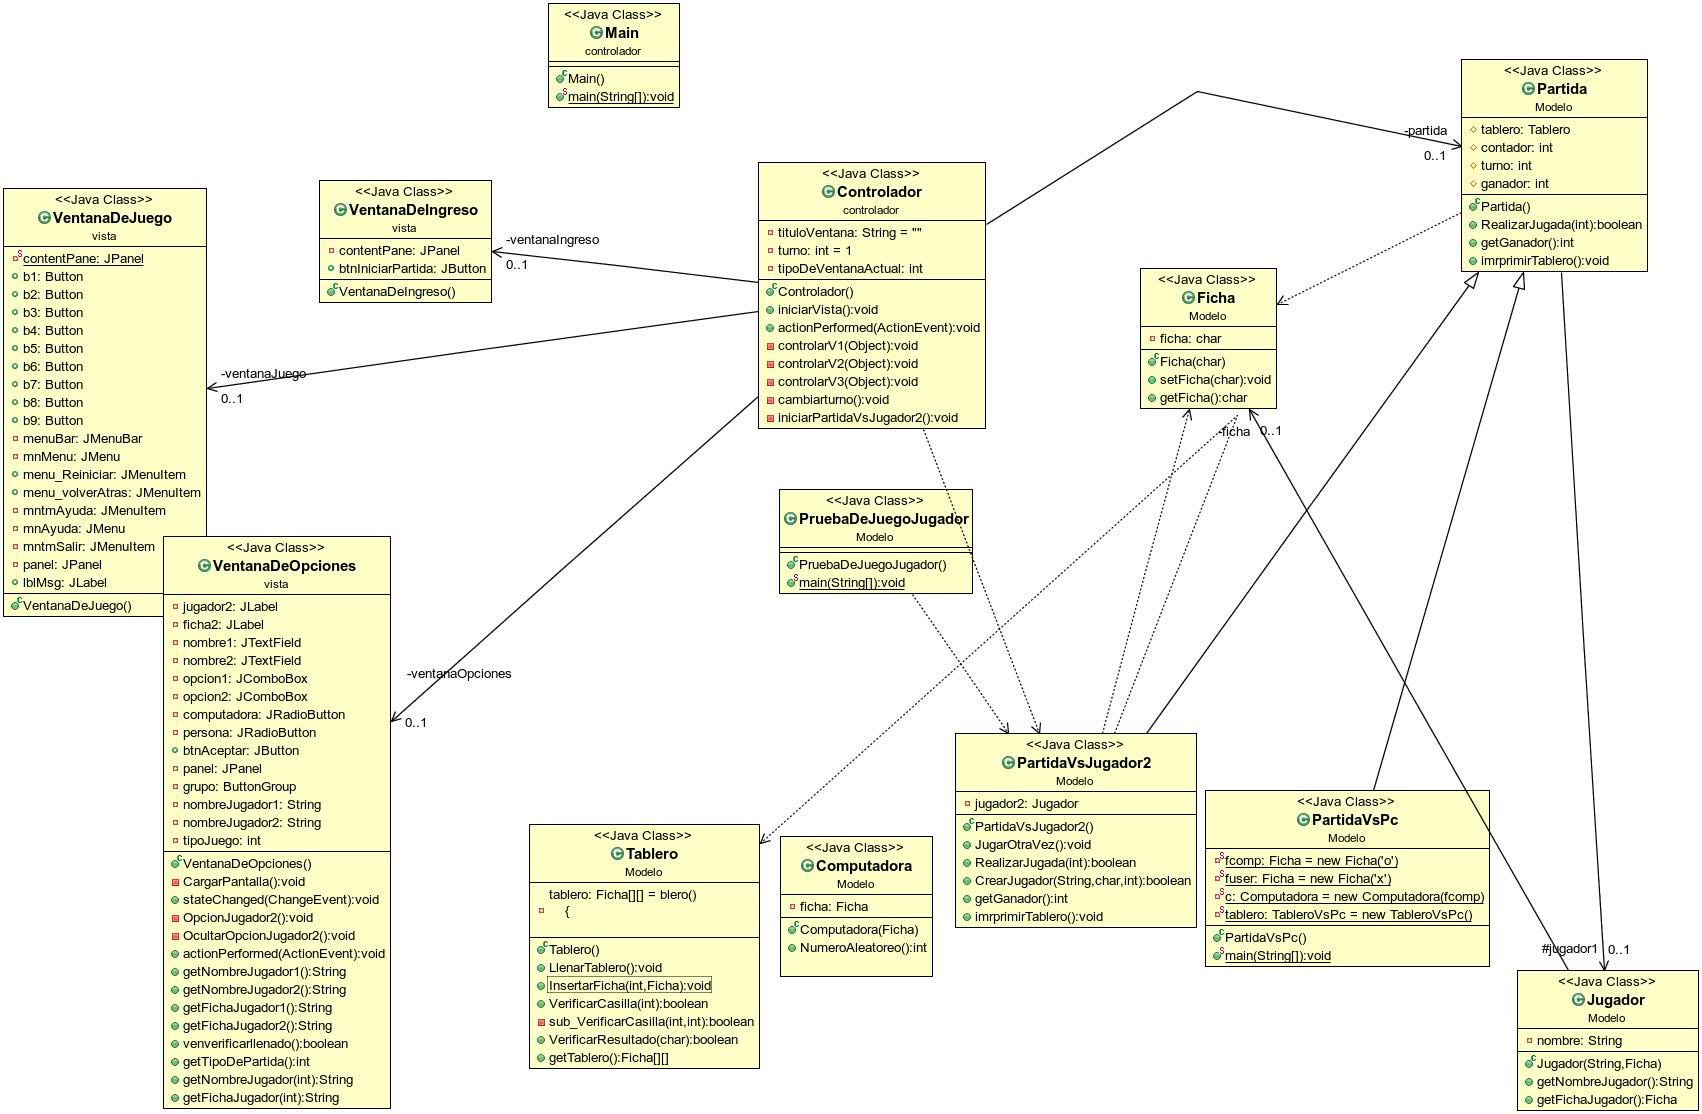 <<Java Class>>
Main
controlador
Main()
main(String[]):void
<<Java Class>>
Partida
Modelo
tablero: Tablero
contador: int
turno: int
ganador: int
Partida()
RealizarJugada(int):boolean
getGanador():int
imrprimirTablero():void
-partida
0..1
<<Java Class>>
Controlador
controlador
tituloVentana: String = ""
turno: int = 1
tipoDeVentanaActual: int
Controlador()
iniciarVista():void
actionPerformed(ActionEvent):void
controlarV1(Object):void
controlarV2(Object):void
controlarV3(Object):void
cambiarturno():void
iniciarPartidaVsJugador2():void
<<Java Class>>
VentanaDeIngreso
vista
contentPane: JPanel
btnIniciarPartida: JButton
VentanaDeIngreso()
-ventanaIngreso
0..1
<<Java Class>>
VentanaDeJuego
vista
contentPane: JPanel
b1: Button
b2: Button
b3: Button
b4: Button
b5: Button
b6: Button
b7: Button
b8: Button
b9: Button
menuBar: JMenuBar
mnMenu: JMenu
menu_Reiniciar: JMenuItem
menu_volverAtras: JMenuItem
mntmAyuda: JMenuItem
mnAyuda: JMenu
mntmSalir: JMenuItem
panel: JPanel
lblMsg: JLabel
VentanaDeJuego()
-ventanaJuego
0..1
<<Java Class>>
Ficha
Modelo
ficha: char
Ficha(char)
setFicha(char):void
getFicha():char
-ficha
0..1
<<Java Class>>
PruebaDeJuegoJugador
Modelo
PruebaDeJuegoJugador()
main(String[]):void
<<Java Class>>
VentanaDeOpciones
vista
jugador2: JLabel
ficha2: JLabel
nombre1: JTextField
nombre2: JTextField
opcion1: JComboBox
opcion2: JComboBox
computadora: JRadioButton
persona: JRadioButton
btnAceptar: JButton
panel: JPanel
grupo: ButtonGroup
nombreJugador1: String
nombreJugador2: String
tipoJuego: int
VentanaDeOpciones()
CargarPantalla():void
stateChanged(ChangeEvent):void
OpcionJugador2():void
OcultarOpcionJugador2():void
actionPerformed(ActionEvent):void
getNombreJugador1():String
getNombreJugador2():String
getFichaJugador1():String
getFichaJugador2():String
venverificarllenado():boolean
getTipoDePartida():int
getNombreJugador(int):String
getFichaJugador(int):String
-ventanaOpciones
0..1
<<Java Class>>
PartidaVsJugador2
Modelo
jugador2: Jugador
PartidaVsJugador2()
JugarOtraVez():void
RealizarJugada(int):boolean
CrearJugador(String,char,int):boolean
getGanador():int
imrprimirTablero():void
<<Java Class>>
PartidaVsPc
Modelo
fcomp: Ficha = new Ficha('o')
fuser: Ficha = new Ficha('x')
c: Computadora = new Computadora(fcomp)
tablero: TableroVsPc = new TableroVsPc()
PartidaVsPc()
main(String[]):void
<<Java Class>>
Tablero
Modelo
tablero: Ficha[][] = blero()
{
Tablero()
LlenarTablero():void
InsertarFicha(int,Ficha):void
VerificarCasilla(int):boolean
sub_VerificarCasilla(int,int):boolean
VerificarResultado(char):boolean
getTablero():Ficha[][]
<<Java Class>>
Computadora
Modelo
ficha: Ficha
Computadora(Ficha)
NumeroAleatoreo():int
#jugador1
0..1
<<Java Class>>
Jugador
Modelo
nombre: String
Jugador(String,Ficha)
getNombreJugador():String
getFichaJugador():Ficha